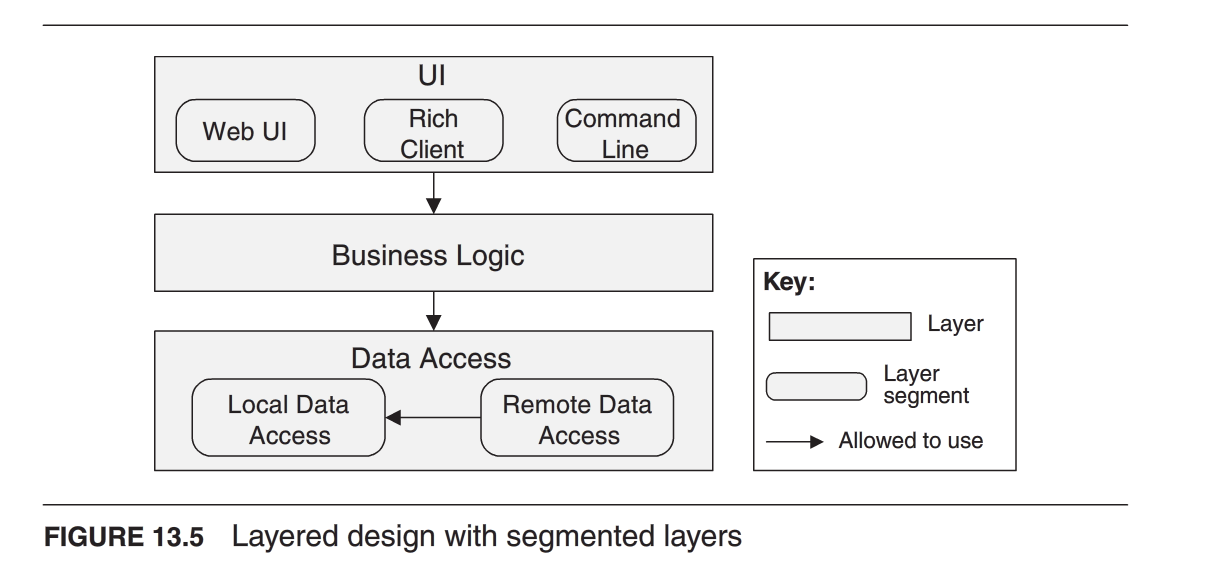 UI
Web UI
Rich
Client
Command
Line
Business Logic
Data Access
Local Data
Access
Remote Data
Access
Key:
Layer
Layer
segment
Allowed to use
FIGURE 13.5 Layered design with segmented layers